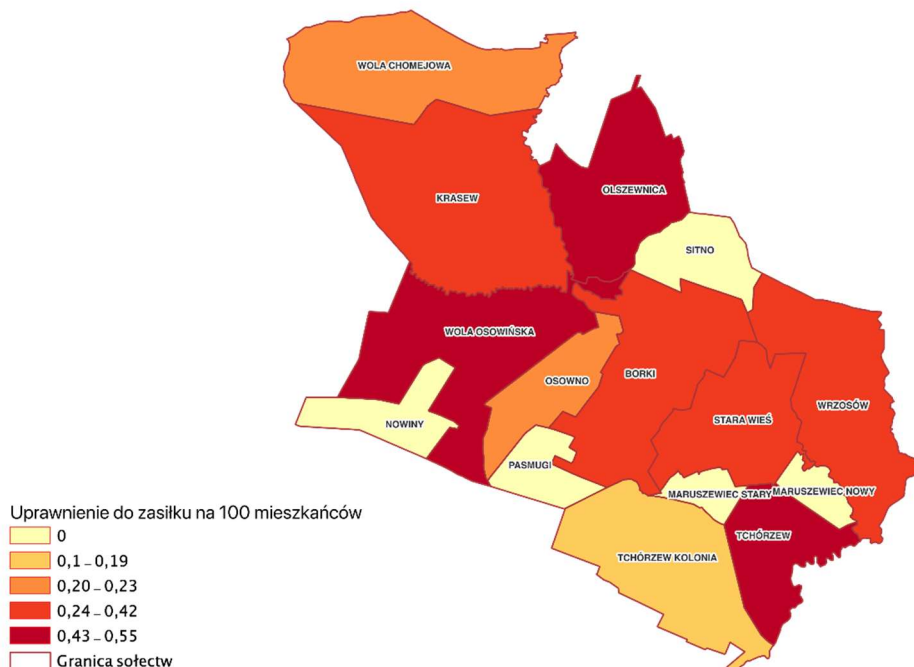 WOLA CHOMEJOWA
KRASEW
OLSZEWNICA
SITNO
WOLA OSOWIŃSKA
OSOWNO
BORKI
STARA WIEŚ
WRZOSÓW
NOWINY
PASMUGI
MARUSZEWIEC STARY
MARUSZEWIEC NOWY
TCHÓRZEW
TCHÓRZEW KOLONIA
Uprawnienie do zasiłku na 100 mieszkańców
0
0,1 – 0,19
0,20 – 0,23
0,24 – 0,42
0,43 – 0,55
Granica sołectw